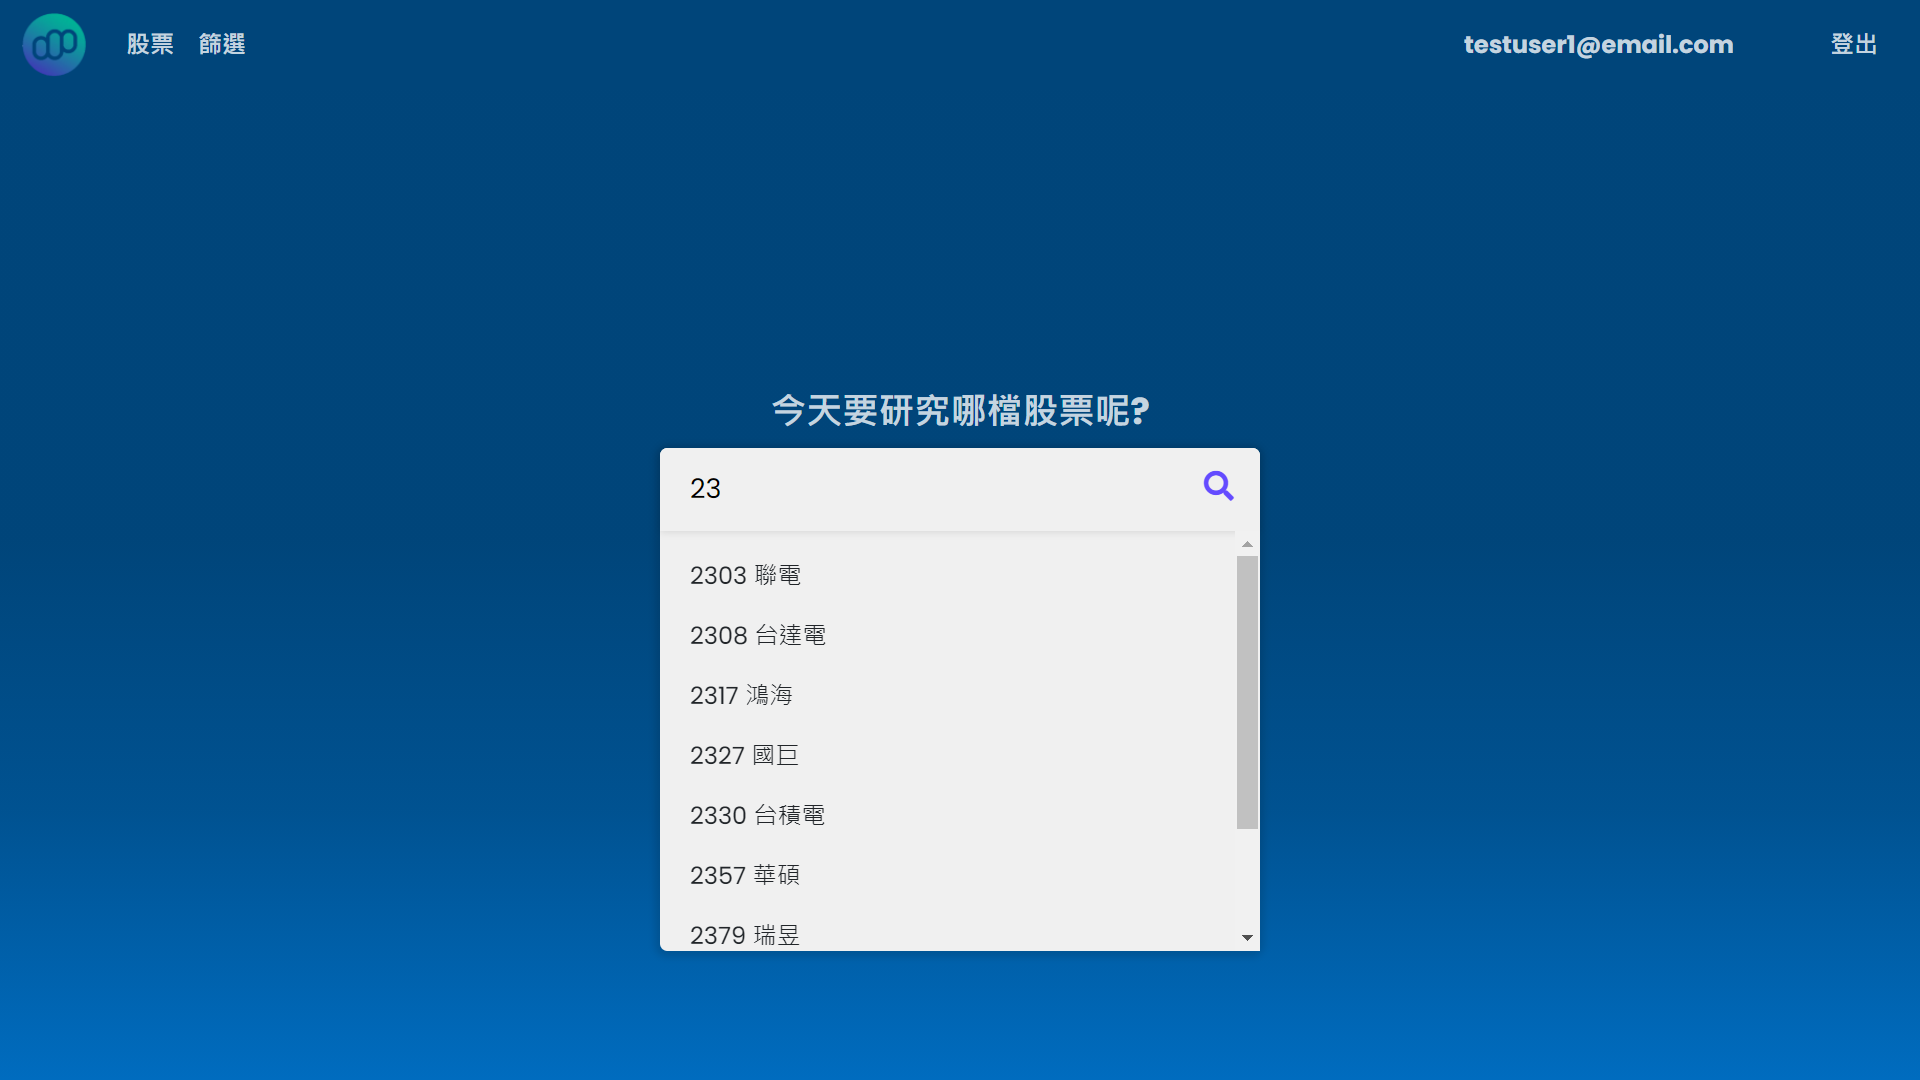 股票 篩選 testuser1@email.com 登出
今天要研究哪檔股票呢?
23
2303 聯電
2308 台達電
2317 鴻海
2327 國巨
2330 台積電
2357 華碩
2379 瑞昱